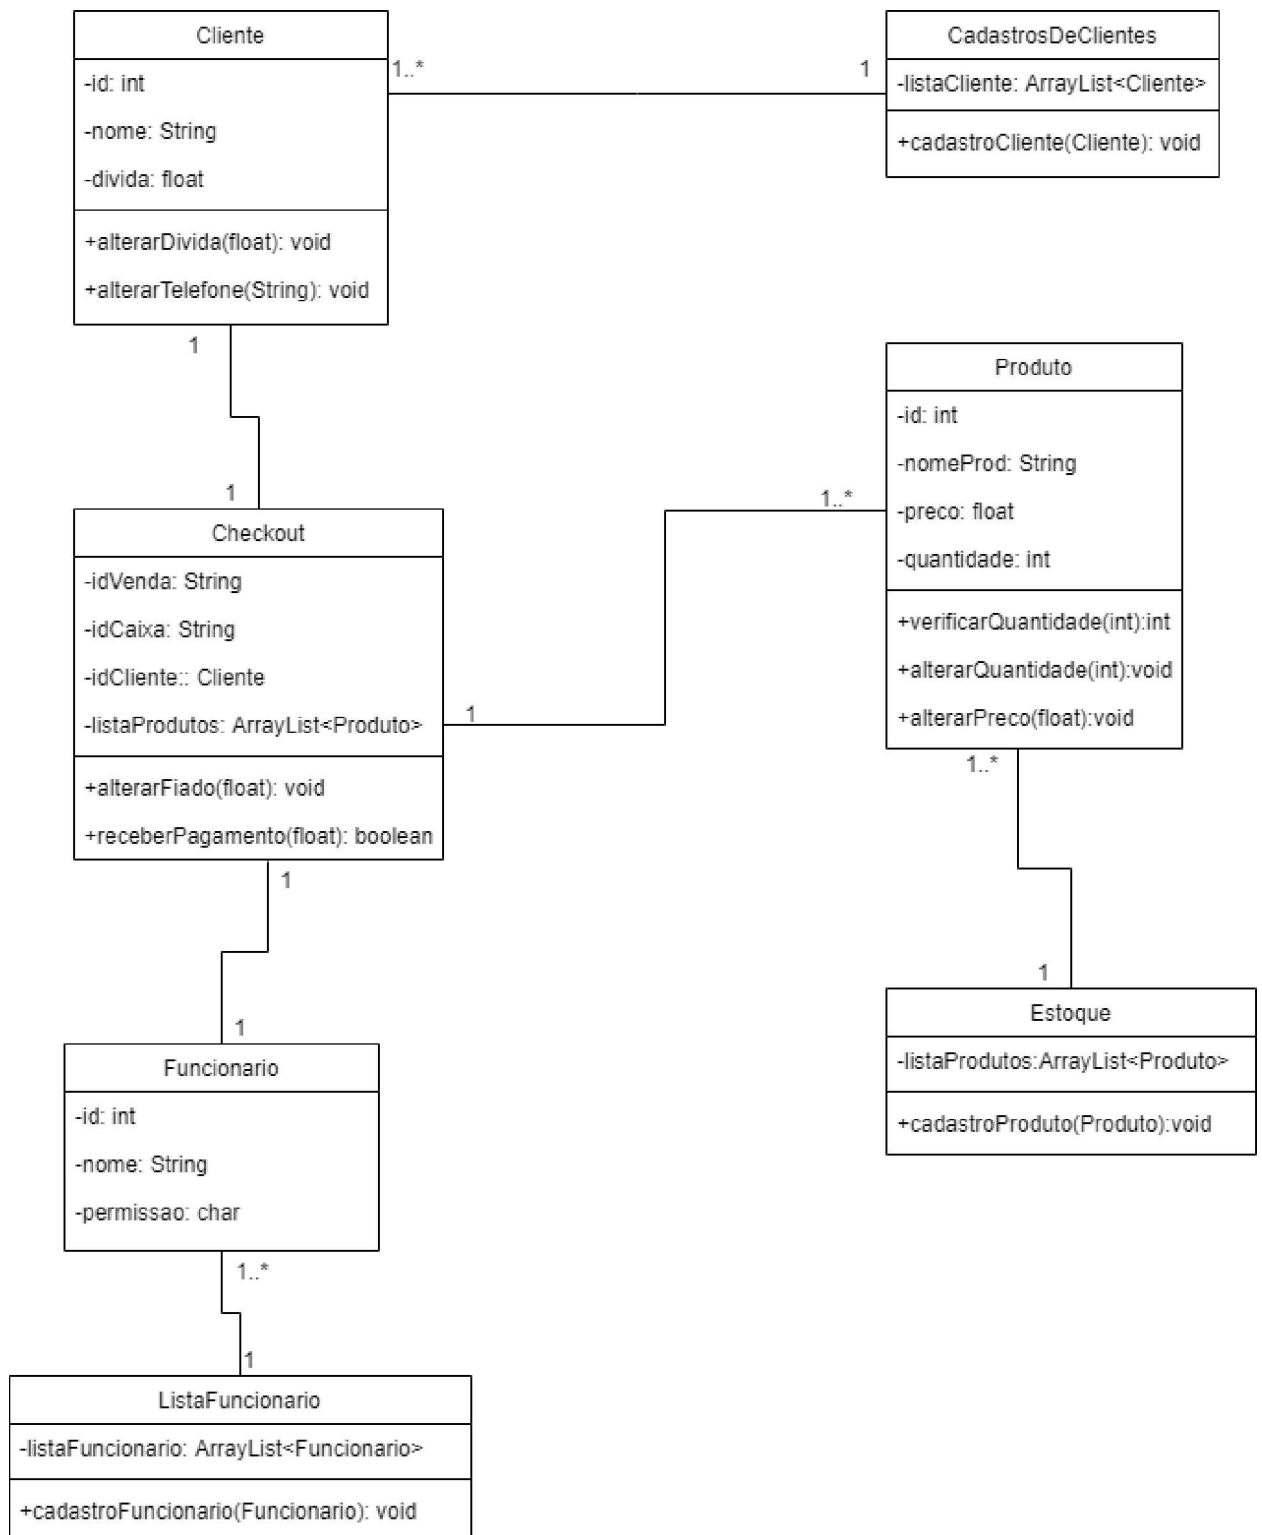 Cliente
-id: int
-nome: String
-divida: float
+alterarDivida(float): void
+alterarTelefone(String): void
1..*
1
CadastrosDeClientes
-listaCliente: ArrayList<Cliente>
+cadastroCliente(Cliente): void
1
1
Checkout
-idVenda: String
-idCaixa: String
-idCliente:: Cliente
-listaProdutos: ArrayList<Produto>
+alterarFiado(float): void
+receberPagamento(float): boolean
1
1..*
Produto
-id: int
-nomeProd: String
-preco: float
-quantidade: int
+verificarQuantidade(int):int
+alterarQuantidade(int):void
+alterarPreco(float):void
1..*
1
Estoque
-listaProdutos:ArrayList<Produto>
+cadastroProduto(Produto):void
1
1
Funcionario
-id: int
-nome: String
-permissao: char
1..*
1
ListaFuncionario
-listaFuncionario: ArrayList<Funcionario>
+cadastroFuncionario(Funcionario): void